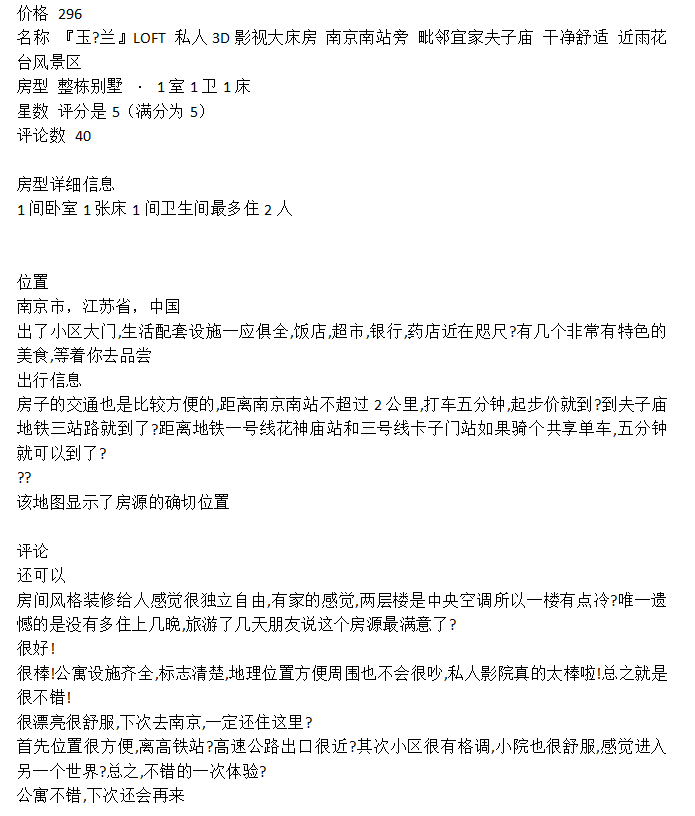 价格 296
名称 『玉?兰』LOFT 私人 3D 影视大床房 南京南站旁 毗邻宜家夫子庙 干净舒适 近雨花
台风景区
房型 整栋别墅 · 1 室 1 卫 1 床
星数 评分是 5（满分为 5）
评论数 40
房型详细信息
1 间卧室 1 张床 1 间卫生间最多住 2 人
位置
南京市，江苏省，中国
出了小区大门,生活配套设施一应俱全,饭店,超市,银行,药店近在咫尺?有几个非常有特色的
美食,等着你去品尝
出行信息
房子的交通也是比较方便的,距离南京南站不超过 2 公里,打车五分钟,起步价就到?到夫子庙
地铁三站路就到了?距离地铁一号线花神庙站和三号线卡子门站如果骑个共享单车,五分钟
就可以到了?
??
该地图显示了房源的确切位置
评论
还可以
房间风格装修给人感觉很独立自由,有家的感觉,两层楼是中央空调所以一楼有点冷?唯一遗
憾的是没有多住上几晚,旅游了几天朋友说这个房源最满意了?
很好!
很棒!公寓设施齐全,标志清楚,地理位置方便周围也不会很吵,私人影院真的太棒啦!总之就是
很不错!
很漂亮很舒服,下次去南京,一定还住这里?
首先位置很方便,离高铁站?高速公路出口很近?其次小区很有格调,小院也很舒服,感觉进入
另一个世界?总之,不错的一次体验?
公寓不错,下次还会再来